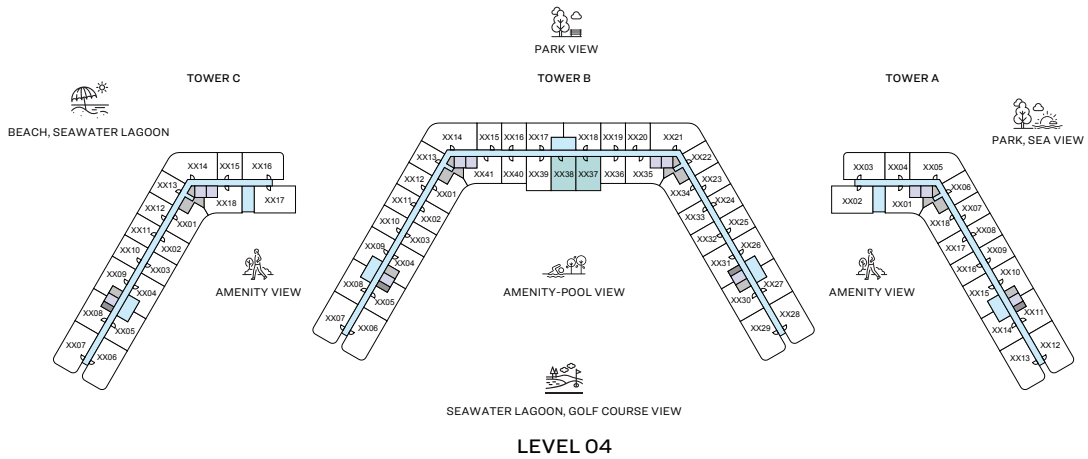 PARK VIEW
TOWER C
TOWER B
TOWER A
BEACH, SEAWATER LAGOON
PARK, SEA VIEW
XX14 XX15 XX16
XX13
XX12
XX11
XX10
XX09
XX08
XX07
XX06
XX05
XX04
XX03
XX02
XX01
XX18
XX17
XX14 XX15 XX16 XX17 XX18 XX19 XX20 XX21
XX13
XX12
XX11
XX10
XX09
XX08
XX07
XX06
XX05
XX04
XX03
XX02
XX01
XX41 XX40 XX39 XX38 XX37 XX36 XX35
XX22
XX23
XX24
XX25
XX26
XX27
XX28
XX29
XX30
XX31
XX32
XX33
XX34
XX03 XX04 XX05
XX02 XX01
XX06
XX07
XX08
XX09
XX10
XX11
XX12
XX13
XX14
XX15
XX16
XX17
XX18
AMENITY VIEW
AMENITY-POOL VIEW
AMENITY VIEW
SEAWATER LAGOON, GOLF COURSE VIEW
LEVEL 04